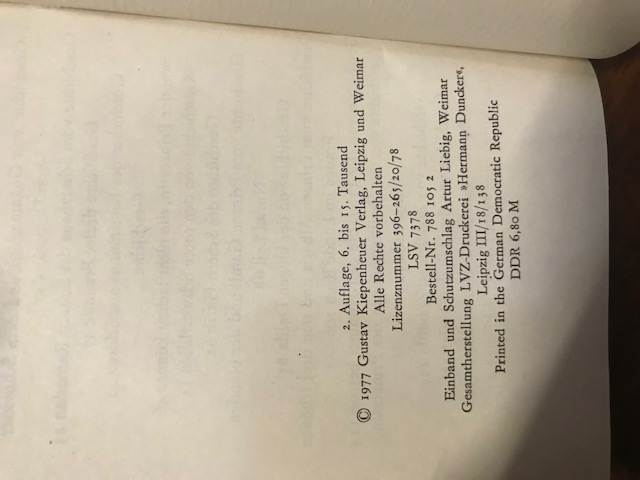 2. Auflage, 6. bis 15. Tausend
© 1977 Gustav Kiepenheuer Verlag, Leipzig und Weimar
Alle Rechte vorbehalten
Lizenznummer 396-265/20/78
LSV 7378
Bestell-Nr. 788 105 2
Einband und Schutzumschlag Artur Liebig, Weimar
Gesamtherstellung LVZ-Druckerei »Hermann Duncker«,
Leipzig III/18/138
Printed in the German Democratic Republic
DDR 6,80 M